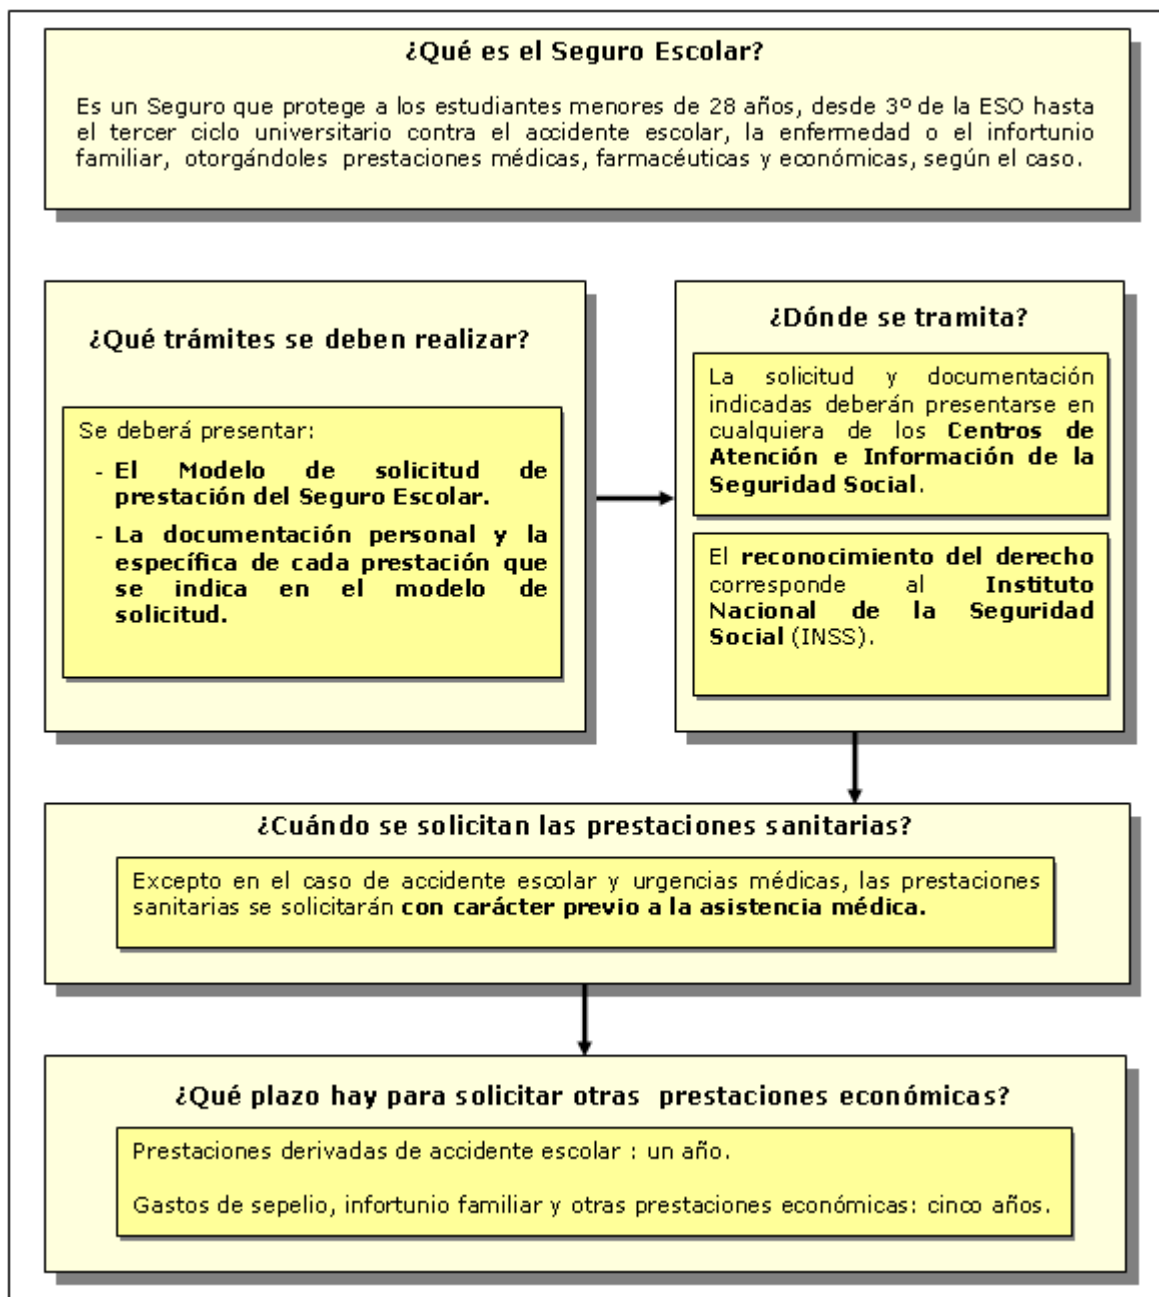 ¿Qué es el Seguro Escolar?
Es un Seguro que protege a los estudiantes menores de 28 años, desde 3º de la ESO hasta
el tercer ciclo universitario contra el accidente escolar, la enfermedad o el infortunio
familiar, otorgándoles prestaciones médicas, farmacéuticas y económicas, según el caso.
¿Qué trámites se deben realizar?
Se deberá presentar:
- El Modelo de solicitud de
prestación del Seguro Escolar.
- La documentación personal y la
específica de cada prestación que
se indica en el modelo de
solicitud.
¿Dónde se tramita?
La solicitud y documentación
indicadas deberán presentarse en
cualquiera de los Centros de
Atención e Información de la
Seguridad Social.
El reconocimiento del derecho
corresponde al Instituto
Nacional de la Seguridad
Social (INSS).
¿Cuándo se solicitan las prestaciones sanitarias?
Excepto en el caso de accidente escolar y urgencias médicas, las prestaciones
sanitarias se solicitarán con carácter previo a la asistencia médica.
¿Qué plazo hay para solicitar otras prestaciones económicas?
Prestaciones derivadas de accidente escolar : un año.
Gastos de sepelio, infortunio familiar y otras prestaciones económicas: cinco años.